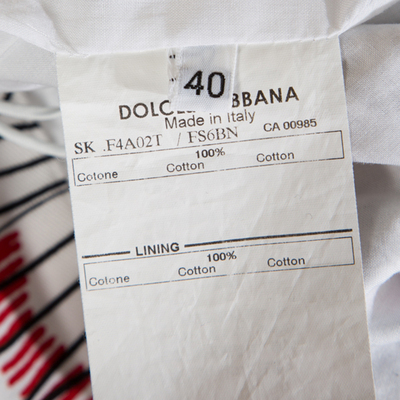 40
DOLCE GABBANA
Made in Italy
SK .F4A02T / FS6BN CA 00985
100%
Cotone Cotton Cotton
LINING
100%
Cotone Cotton Cotton